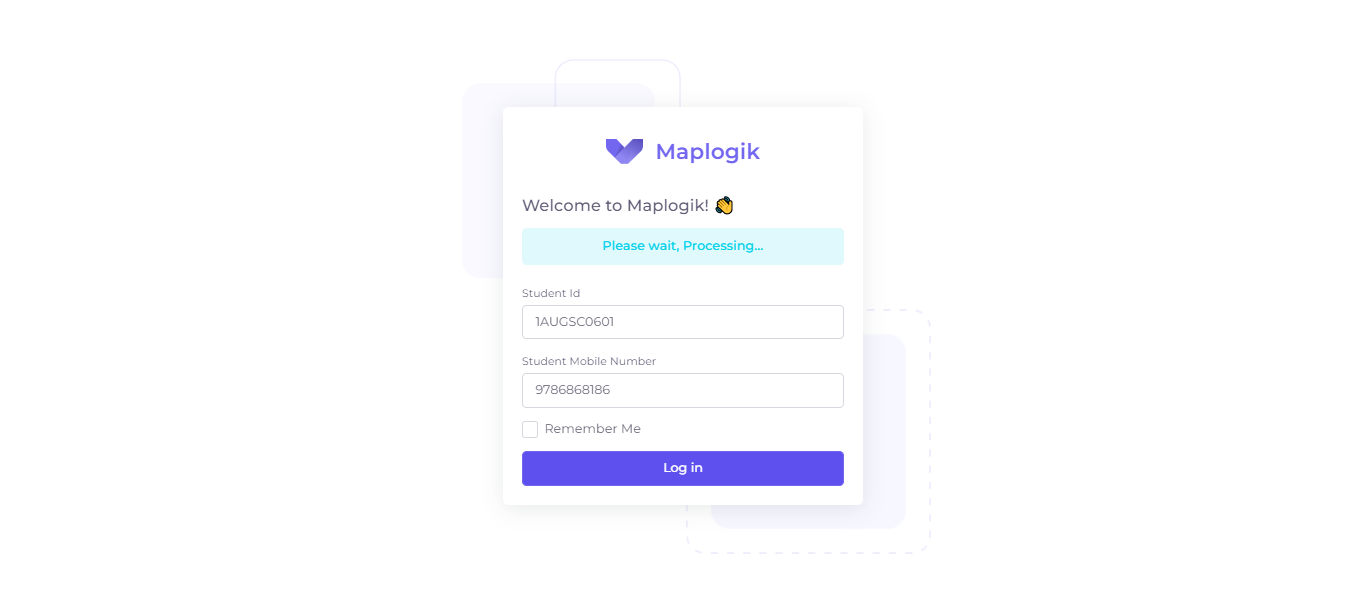 Maplogik
Welcome to Maplogik! 👋
Please wait, Processing...
Student Id
1AUGSC0601
Student Mobile Number
9786868186
Remember Me
Log in